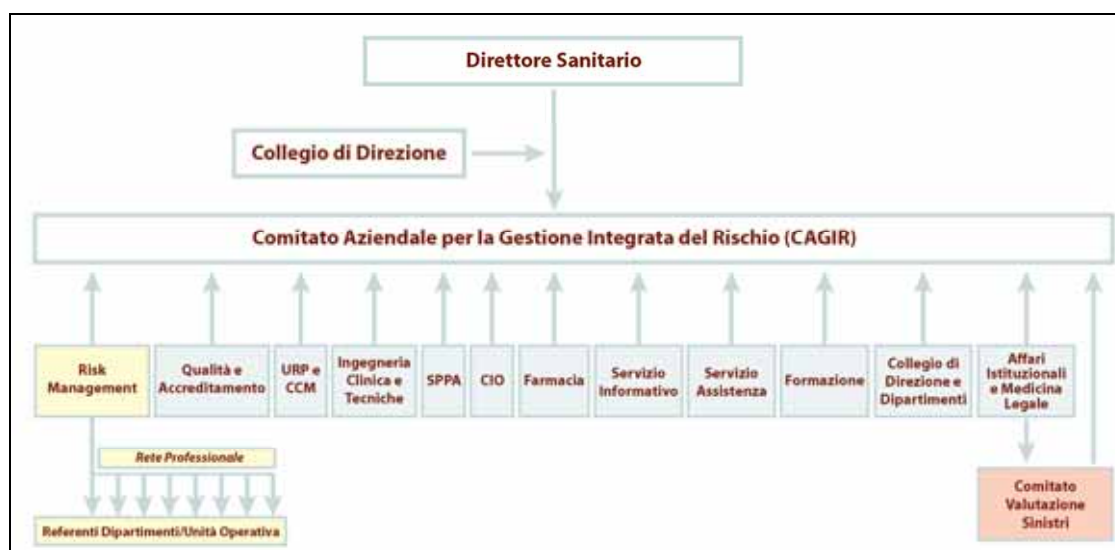 Direttore Sanitario
Collegio di Direzione
Comitato Aziendale per la Gestione Integrata del Rischio (CAGIR)
Risk
Management
Qualità e
Accreditamento
URP e
CCM
Ingegneria
Clinica e
Tecniche
SPPA
CIO
Farmacia
Servizio
Informativo
Servizio
Assistenza
Formazione
Collegio di
Direzione e
Dipartimenti
Affari
Istituzionali
e Medicina
Legale
Rete Professionale
Referenti Dipartimenti/Unità Operativa
Comitato
Valutazione
Sinistri